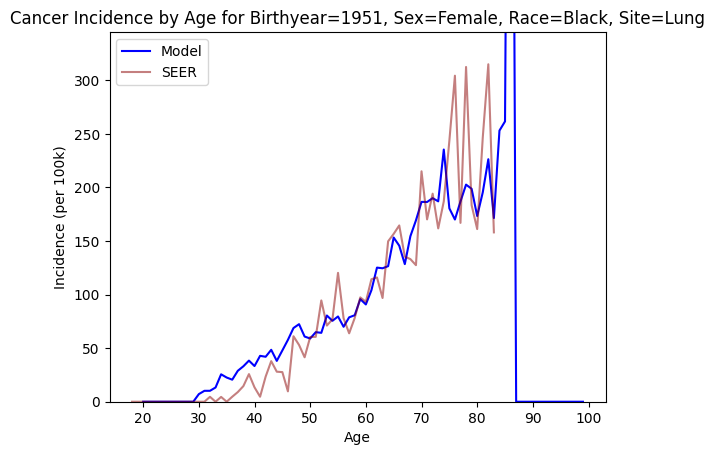 Cancer Incidence by Age for Birthyear=1951, Sex=Female, Race=Black, Site=Lung
Model
SEER
Incidence (per 100k)
300
250
200
150
100
50
0
20 30 40 50 60 70 80 90 100
Age